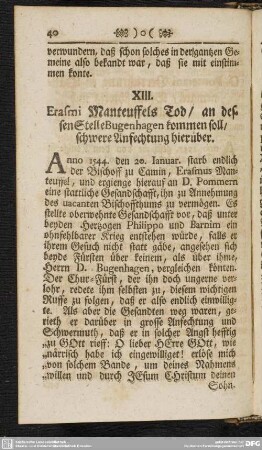 40 )o(
verwundern, daß schon solches in der gantzen Ge-
meine also bekandt war, daß sie mit einstim-
men konte.
XIII.
Erasmi Manteuffels Tod/ an des-
sen Stelle Bugenhagen kommen soll/
schwere Anfechtung hierüber.
Anno 1544. den 20. Januar. starb endlich
der Bischoff zu Camin, Erasmus Man-
teuffel, und ergienge hierauf an D. Pommern
eine stattliche Gesandschafft, ihn zu Annehmung
des vacanten Bischoffthums zu vermögen. Es
stellte oberwehnte Gesandschafft vor, daß unter
beyden Herzogen Philippo und Barnim ein
ohnfehlbarer Krieg entstehen würde, falls er
ihrem Gesuch nicht statt gäbe, angesehen sich
beyde Fürsten über keinem, als über ihme,
Herrn D. Bugenhagen, vergleichen könten.
Der Chur-Fürst, der ihn doch ungerne ver-
lohr, redete ihm selbsten zu, diesem wichtigen
Ruffe zu folgen, daß er also endlich einwillig-
te. Als aber die Gesandten weg waren, ge-
rieth er darüber in grosse Anfechtung und
Schwermuth, daß er in solcher Angst hefftig
„zu GOtt rieff: O lieber HErre GOtt, wie
„närrisch habe ich eingewilliget! erlöse mich
„von solchem Bande, um deines Nahmens
„willen und durch JEsum CHristum deinen
Sohn.